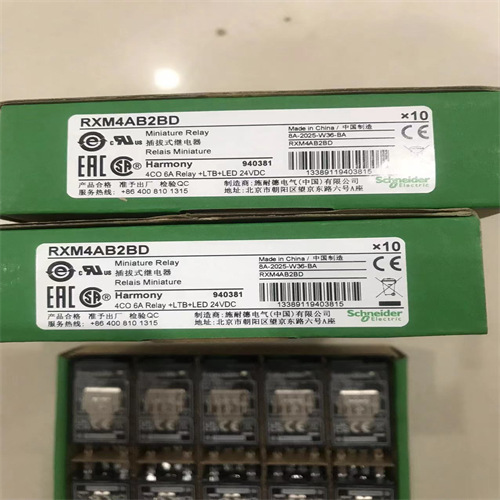 RXM4AB2BD
×10
Miniature Relay
插拔式继电器
Made in China / 中国制造
8A-2025-W36-BA
RXM4AB2BD
Harmony
940381
4CO 6A Relay +LTB+LED 24VDC
13389119403815
EAC
产品合格 准予出厂 检验QC
服务热线: +86 400 810 1315
制造商: 施耐德电气(中国)有限公司
地址: 北京市朝阳区望京东路六号A座
Schneider
Electric
RXM4AB2BD
×10
Miniature Relay
插拔式继电器
Made in China / 中国制造
8A-2025-W36-BA
RXM4AB2BD
Harmony
940381
4CO 6A Relay +LTB+LED 24VDC
13389119403815
EAC
产品合格 准予出厂 检验QC
服务热线: +86 400 810 1315
制造商: 施耐德电气(中国)有限公司
地址: 北京市朝阳区望京东路六号A座
Schneider
Electric